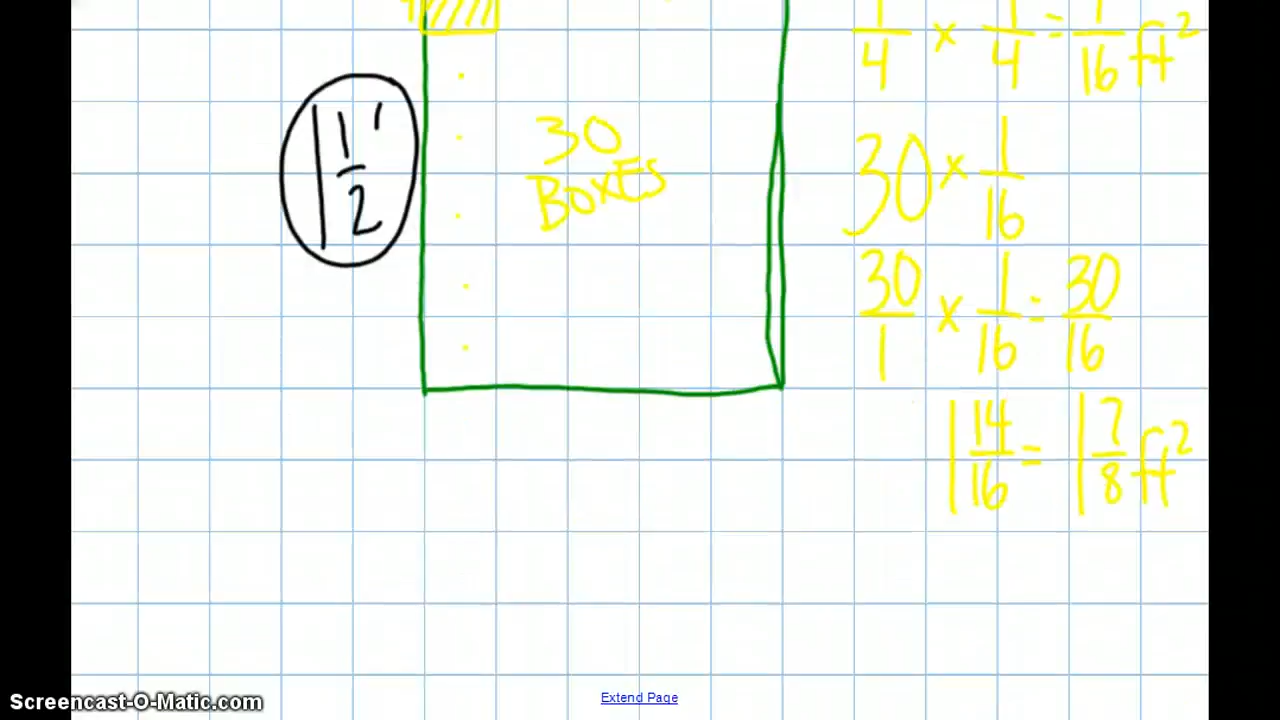 1/4 × 1/4 = 1/16 ft²
1 1/2'
30
BOXES
30 × 1/16
30/1 × 1/16 = 30/16
1 14/16 = 1 7/8 ft²
Extend Page
Screencast-O-Matic.com